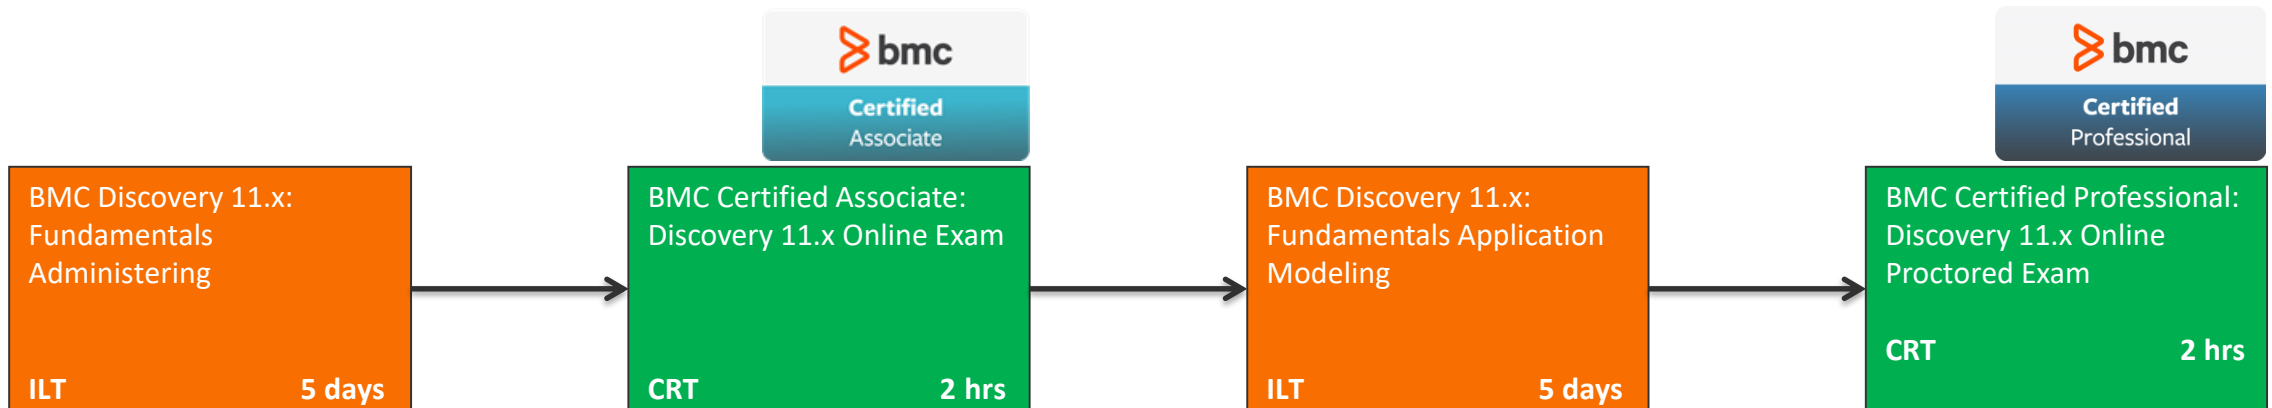 bmc
Certified
Associate
bmc
Certified
Professional
BMC Discovery 11.x:
Fundamentals
Administering
ILT 5 days
BMC Certified Associate:
Discovery 11.x Online Exam
CRT 2 hrs
BMC Discovery 11.x:
Fundamentals Application
Modeling
ILT 5 days
BMC Certified Professional:
Discovery 11.x Online
Proctored Exam
CRT 2 hrs